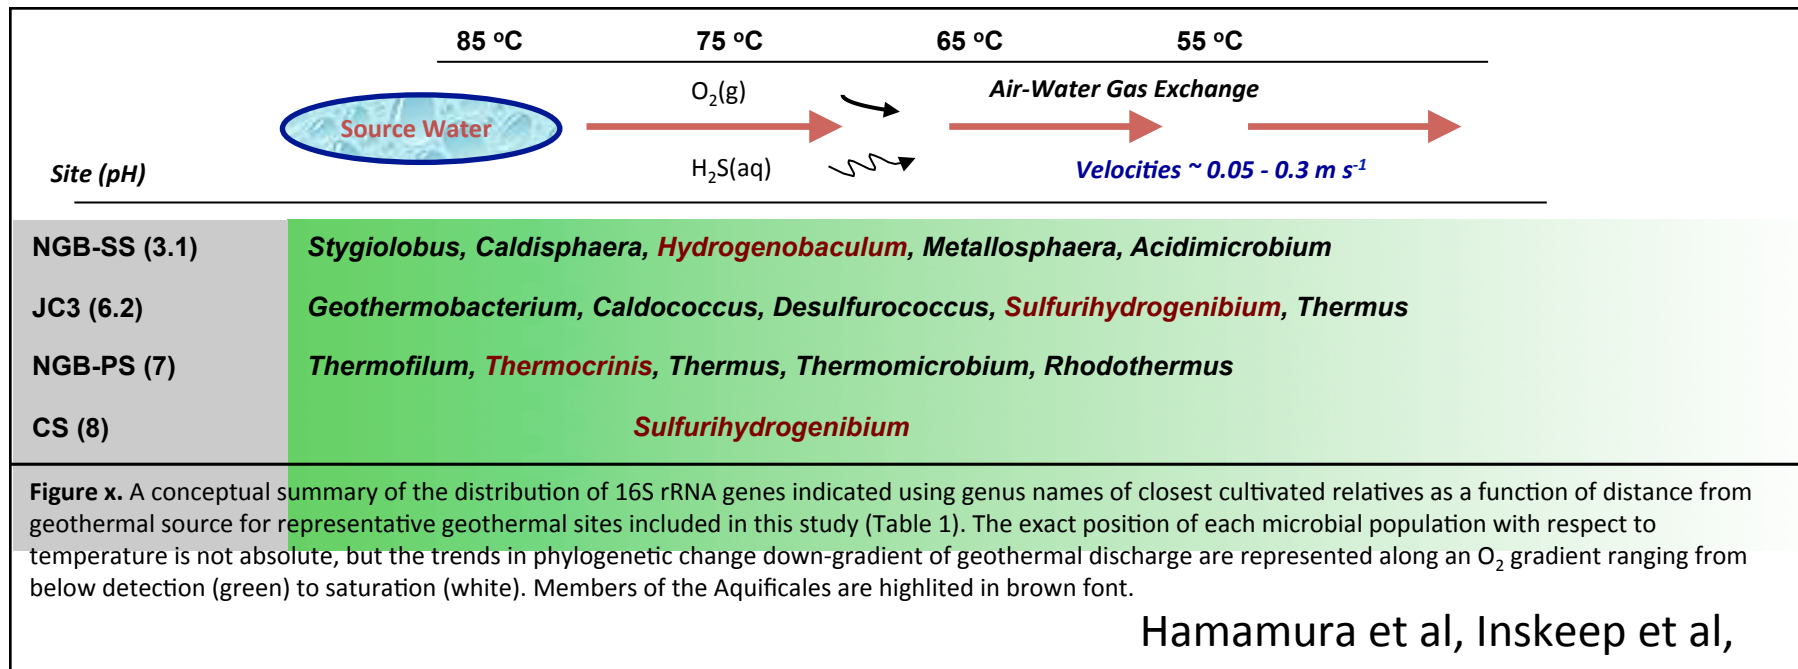 85 °C 75 °C 65 °C 55 °C
O₂(g) Air-Water Gas Exchange
Source Water
Site (pH) H₂S(aq) Velocities ~ 0.05 - 0.3 m s⁻¹
NGB-SS (3.1) Stygiolobus, Caldisphaera, Hydrogenobaculum, Metallosphaera, Acidimicrobium
JC3 (6.2) Geothermobacterium, Caldococcus, Desulfurococcus, Sulfurihydrogenibium, Thermus
NGB-PS (7) Thermofilum, Thermocrinis, Thermus, Thermomicrobium, Rhodothermus
CS (8) Sulfurihydrogenibium
Figure x. A conceptual summary of the distribution of 16S rRNA genes indicated using genus names of closest cultivated relatives as a function of distance from
geothermal source for representative geothermal sites included in this study (Table 1). The exact position of each microbial population with respect to
temperature is not absolute, but the trends in phylogenetic change down-gradient of geothermal discharge are represented along an O₂ gradient ranging from
below detection (green) to saturation (white). Members of the Aquificales are highlited in brown font.
Hamamura et al, Inskeep et al,